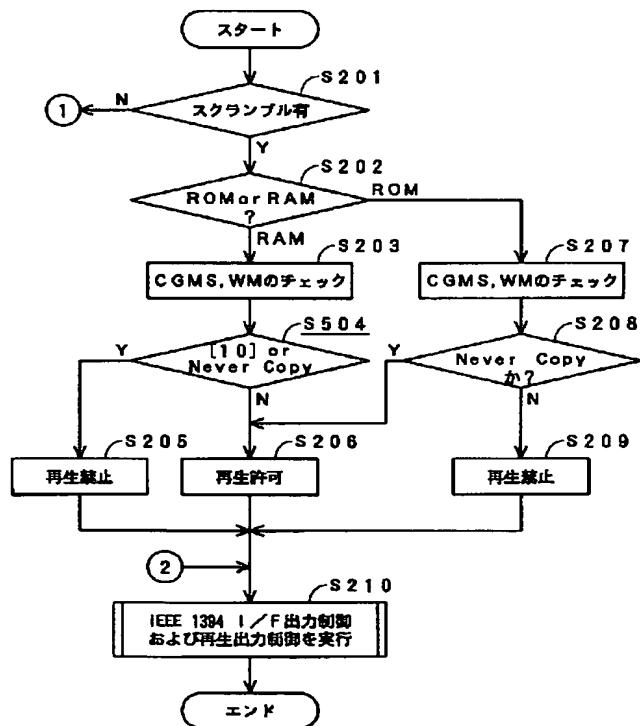 スタート
S201
N
1
スクランブル有
Y
S202
ROMorRAM
?
ROM
RAM
S203
S207
CGMS,WMのチェック
CGMS,WMのチェック
S504
S208
Y
[10] or
Never Copy
Y
Never Copy
か?
N
N
S205
S206
S209
再生禁止
再生許可
再生禁止
2
S210
IEEE 1394 I/F出力制御
および再生出力制御を実行
エンド